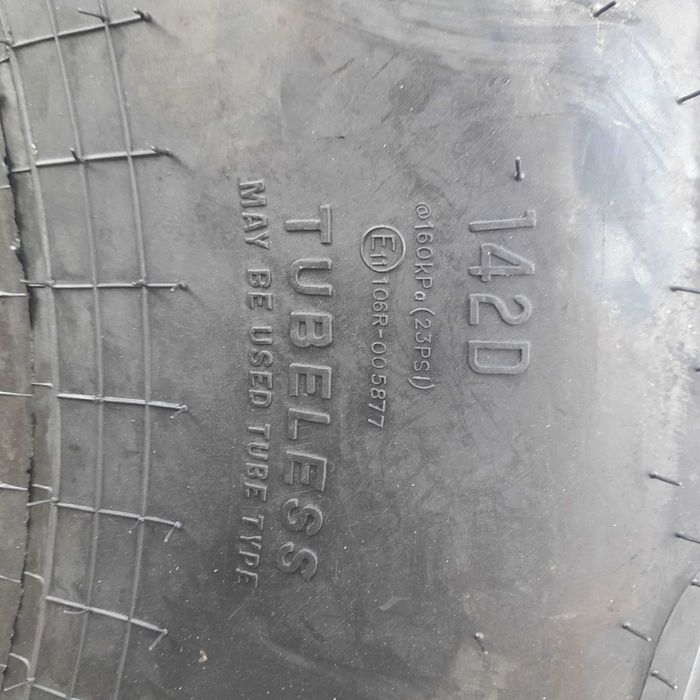 142D
@160kPa (23PSI)
E11 106R-005877
TUBELESS
MAY BE USED TUBE TYPE